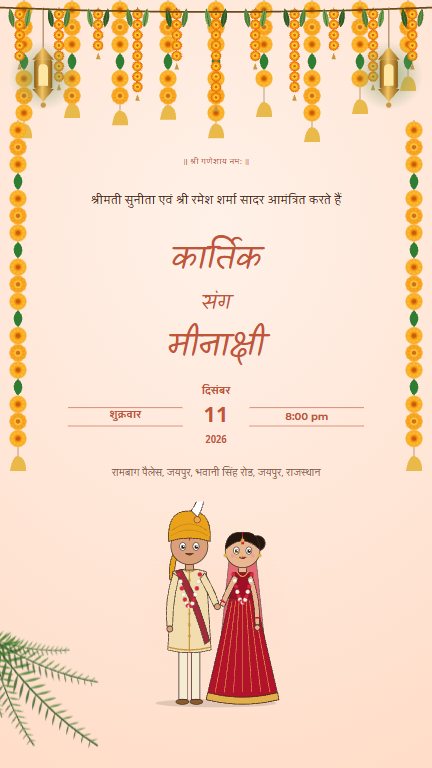 ॥ श्री गणेशाय नमः ॥
श्रीमती सुनीता एवं श्री रमेश शर्मा सादर आमंत्रित करते हैं
कार्तिक
संग
मीनाक्षी
दिसंबर
शुक्रवार 11 8:00 pm
2026
रामबाग पैलेस, जयपुर, भवानी सिंह रोड, जयपुर, राजस्थान